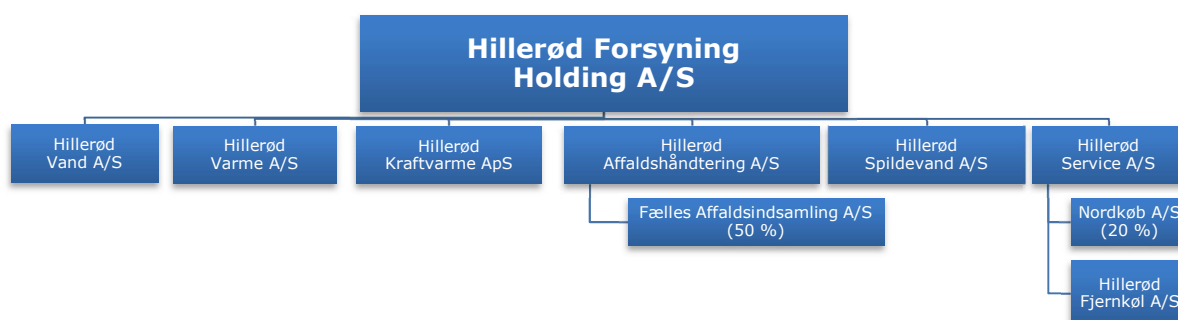 Hillerød Forsyning
Holding A/S
Hillerød
Vand A/S
Hillerød
Varme A/S
Hillerød
Kraftvarme ApS
Hillerød
Affaldshåndtering A/S
Hillerød
Spildevand A/S
Hillerød
Service A/S
Fælles Affaldsindsamling A/S
(50 %)
Nordkøb A/S
(20 %)
Hillerød
Fjernkøl A/S